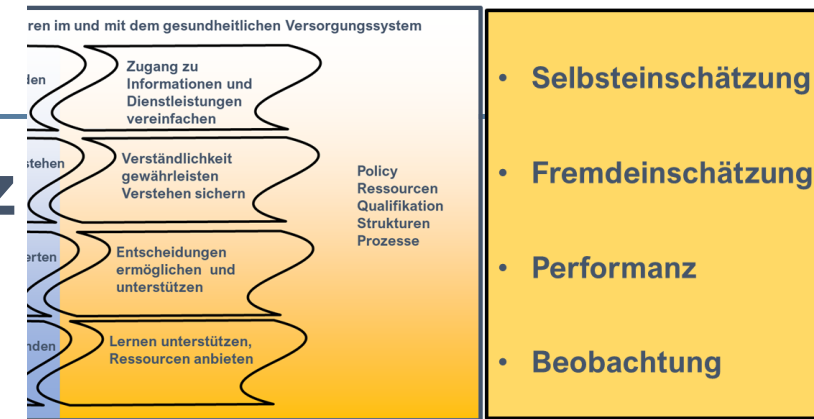 ren im und mit dem gesundheitlichen Versorgungssystem
den
Zugang zu
Informationen und
Dienstleistungen
vereinfachen
stehen
Verständlichkeit
gewährleisten
Verstehen sichern
z
Policy
Ressourcen
Qualifikation
Strukturen
Prozesse
erten
Entscheidungen
ermöglichen und
unterstützen
nden
Lernen unterstützen,
Ressourcen anbieten
• Selbsteinschätzung
• Fremdeinschätzung
• Performanz
• Beobachtung